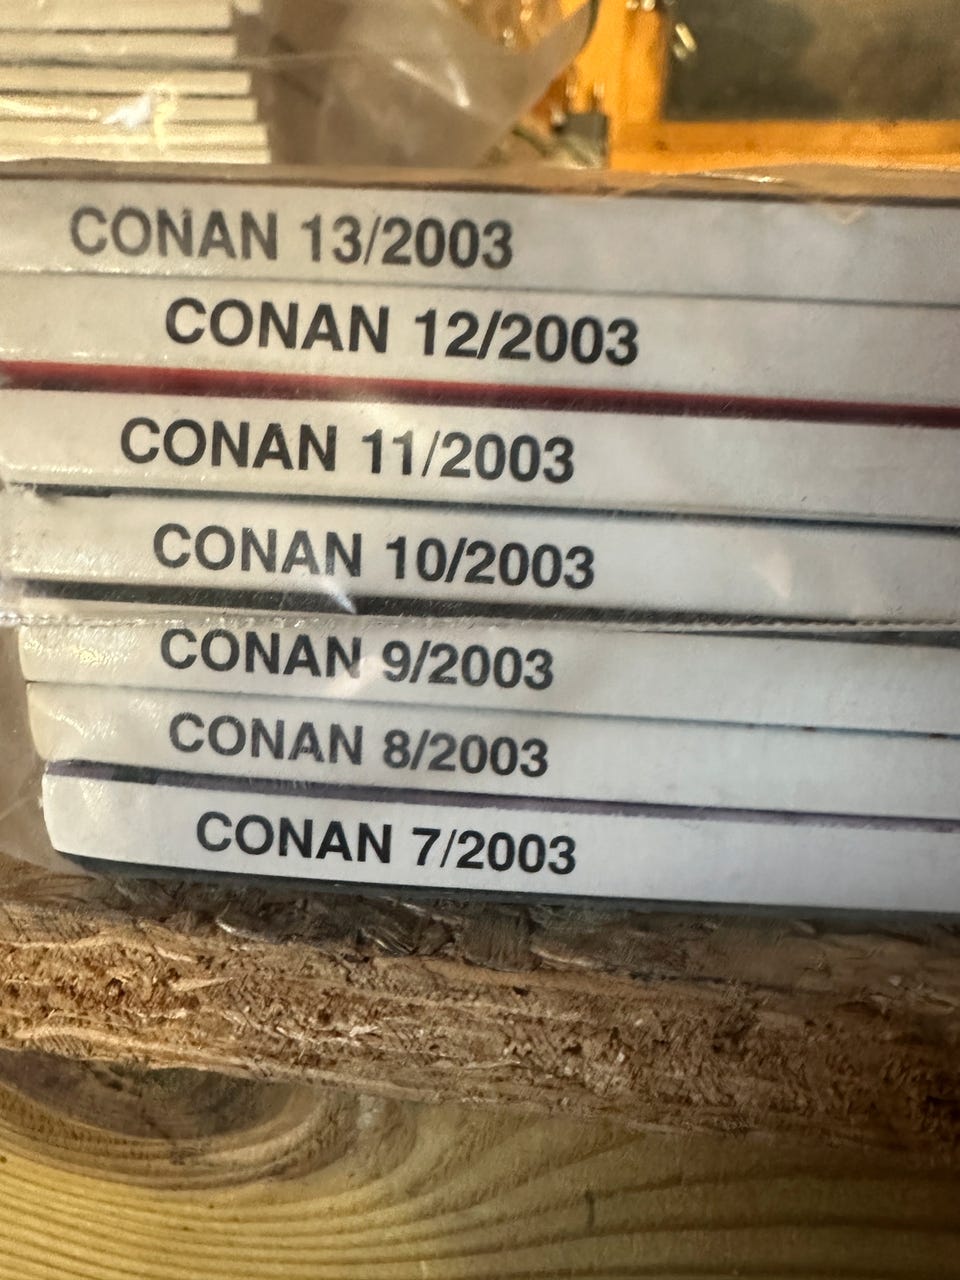 CONAN 13/2003
CONAN 12/2003
CONAN 11/2003
CONAN 10/2003
CONAN 9/2003
CONAN 8/2003
CONAN 7/2003